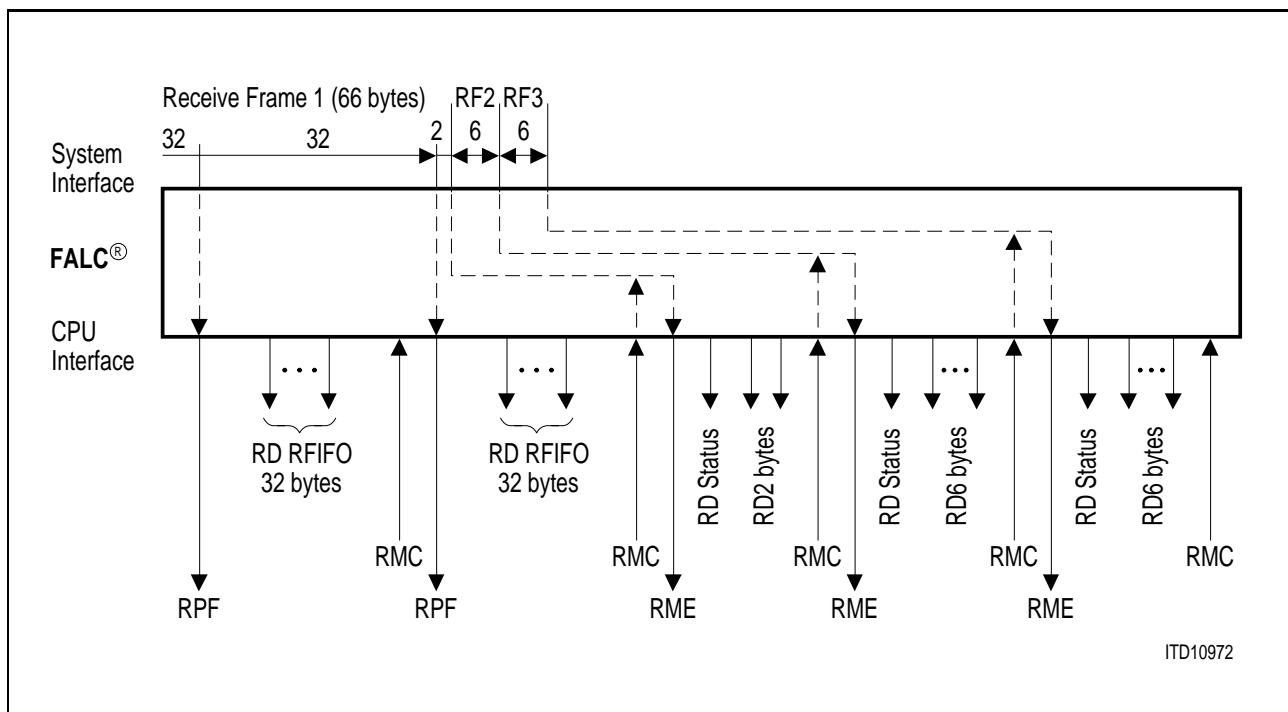 Receive Frame 1 (66 bytes) RF2 RF3
32 32 2 6 6
System
Interface
FALC®
CPU
Interface
• • • • • • ••• •••
RD RFIFO
32 bytes
RD RFIFO
32 bytes
RD Status
RD2 bytes
RD Status
RD6 bytes
RD Status
RD6 bytes
RMC RMC RMC RMC RMC
RPF RPF RME RME RME
ITD10972